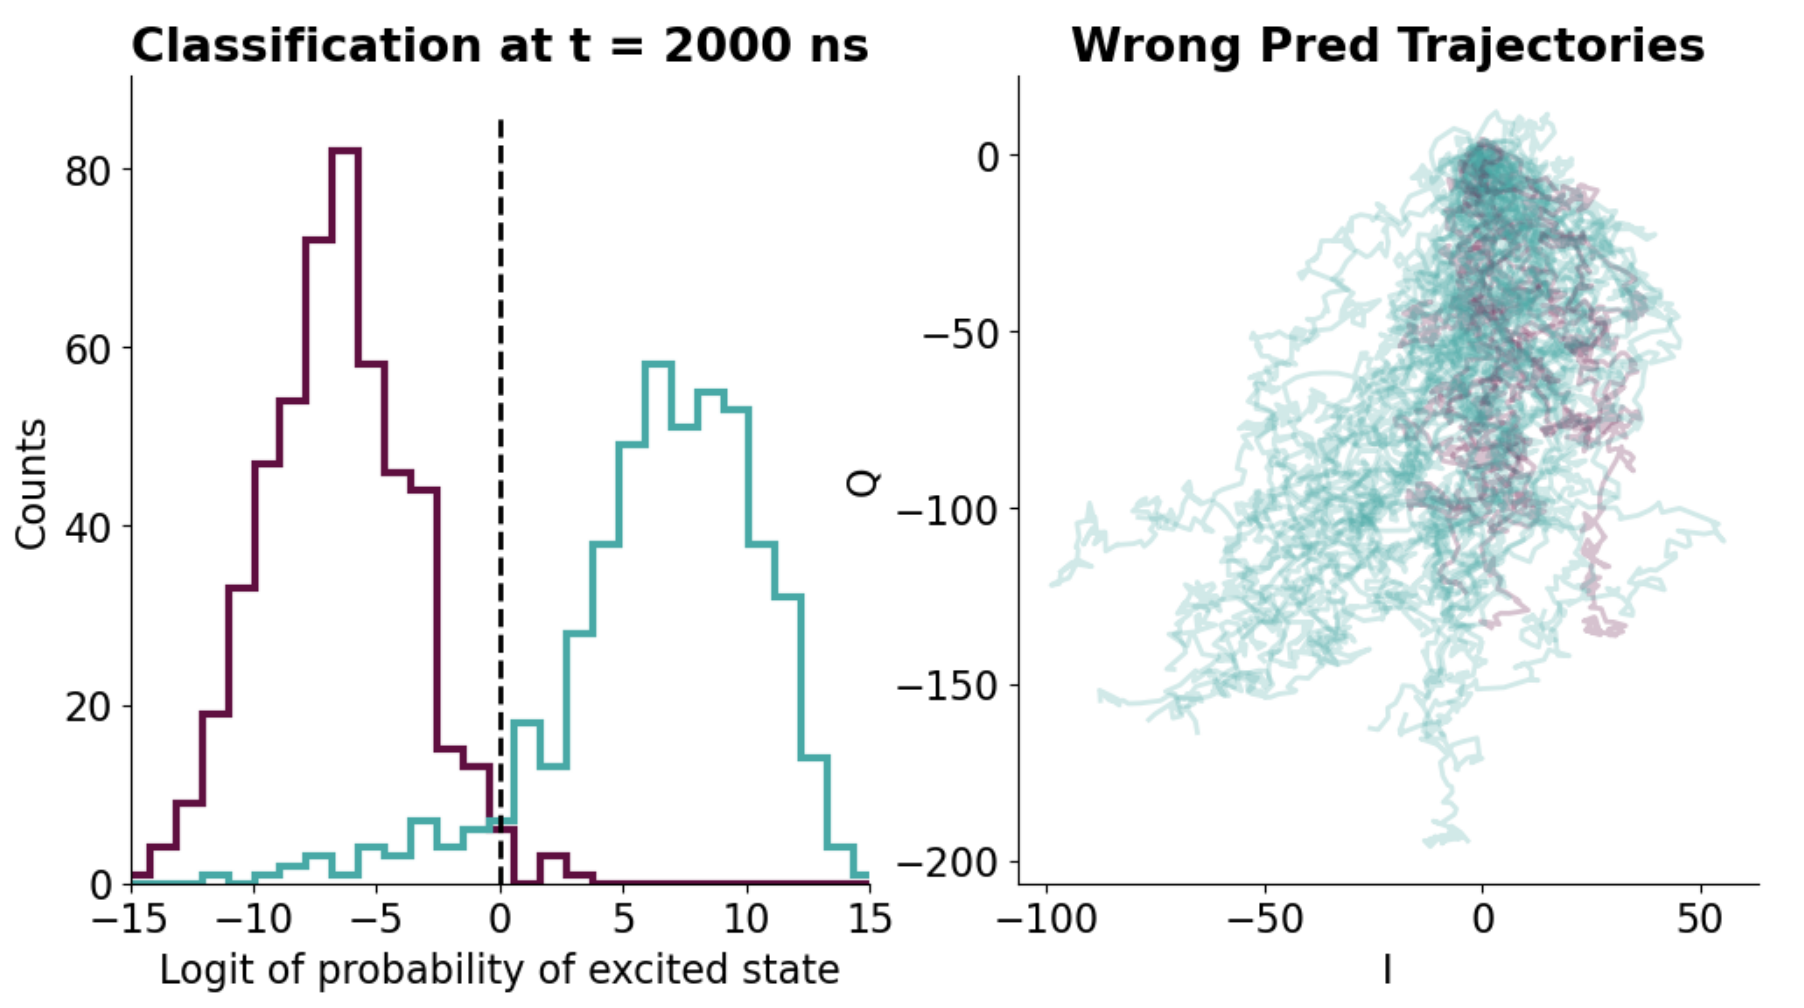 Classification at t = 2000 ns
Counts
80
60
40
20
0
−15 −10 −5 0 5 10 15
Logit of probability of excited state
Wrong Pred Trajectories
Q
0
−50
−100
−150
−200
−100 −50 0 50
I